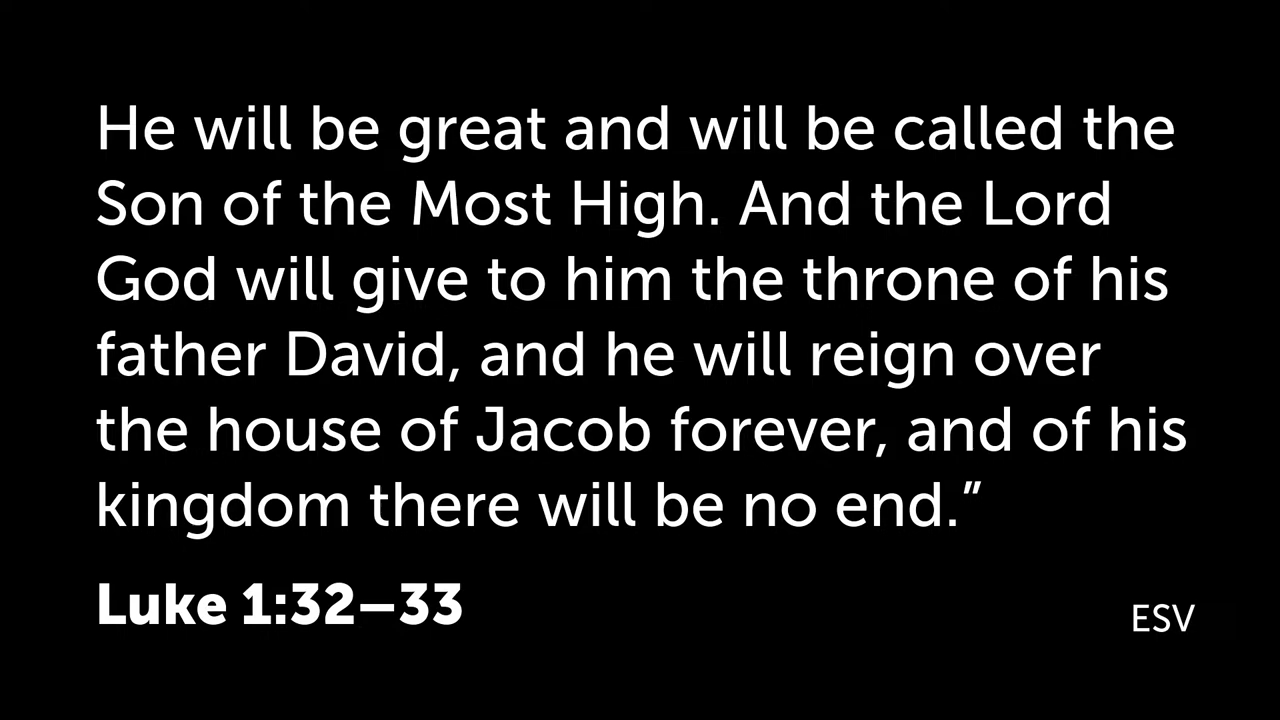 He will be great and will be called the
Son of the Most High. And the Lord
God will give to him the throne of his
father David, and he will reign over
the house of Jacob forever, and of his
kingdom there will be no end.”
Luke 1:32–33
ESV